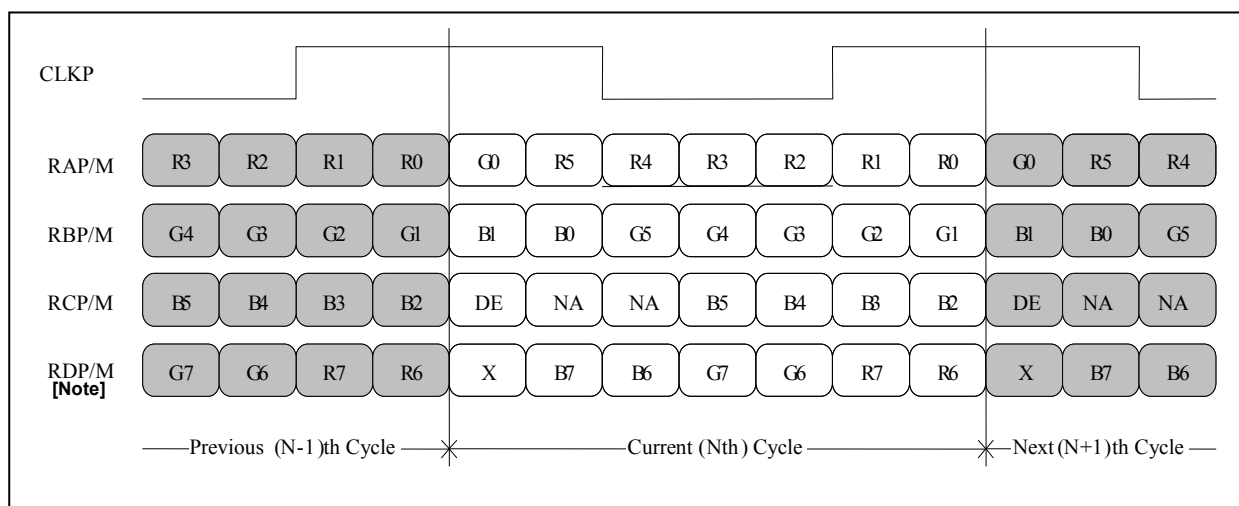 CLKP
RAP/M R3 R2 R1 R0 G0 R5 R4 R3 R2 R1 R0 G0 R5 R4
RBP/M G4 G3 G2 G1 B1 B0 G5 G4 G3 G2 G1 B1 B0 G5
RCP/M B5 B4 B3 B2 DE NA NA B5 B4 B3 B2 DE NA NA
RDP/M G7 G6 R7 R6 X B7 B6 G7 G6 R7 R6 X B7 B6
[Note]
Previous (N-1)th Cycle Current (Nth) Cycle Next (N+1)th Cycle